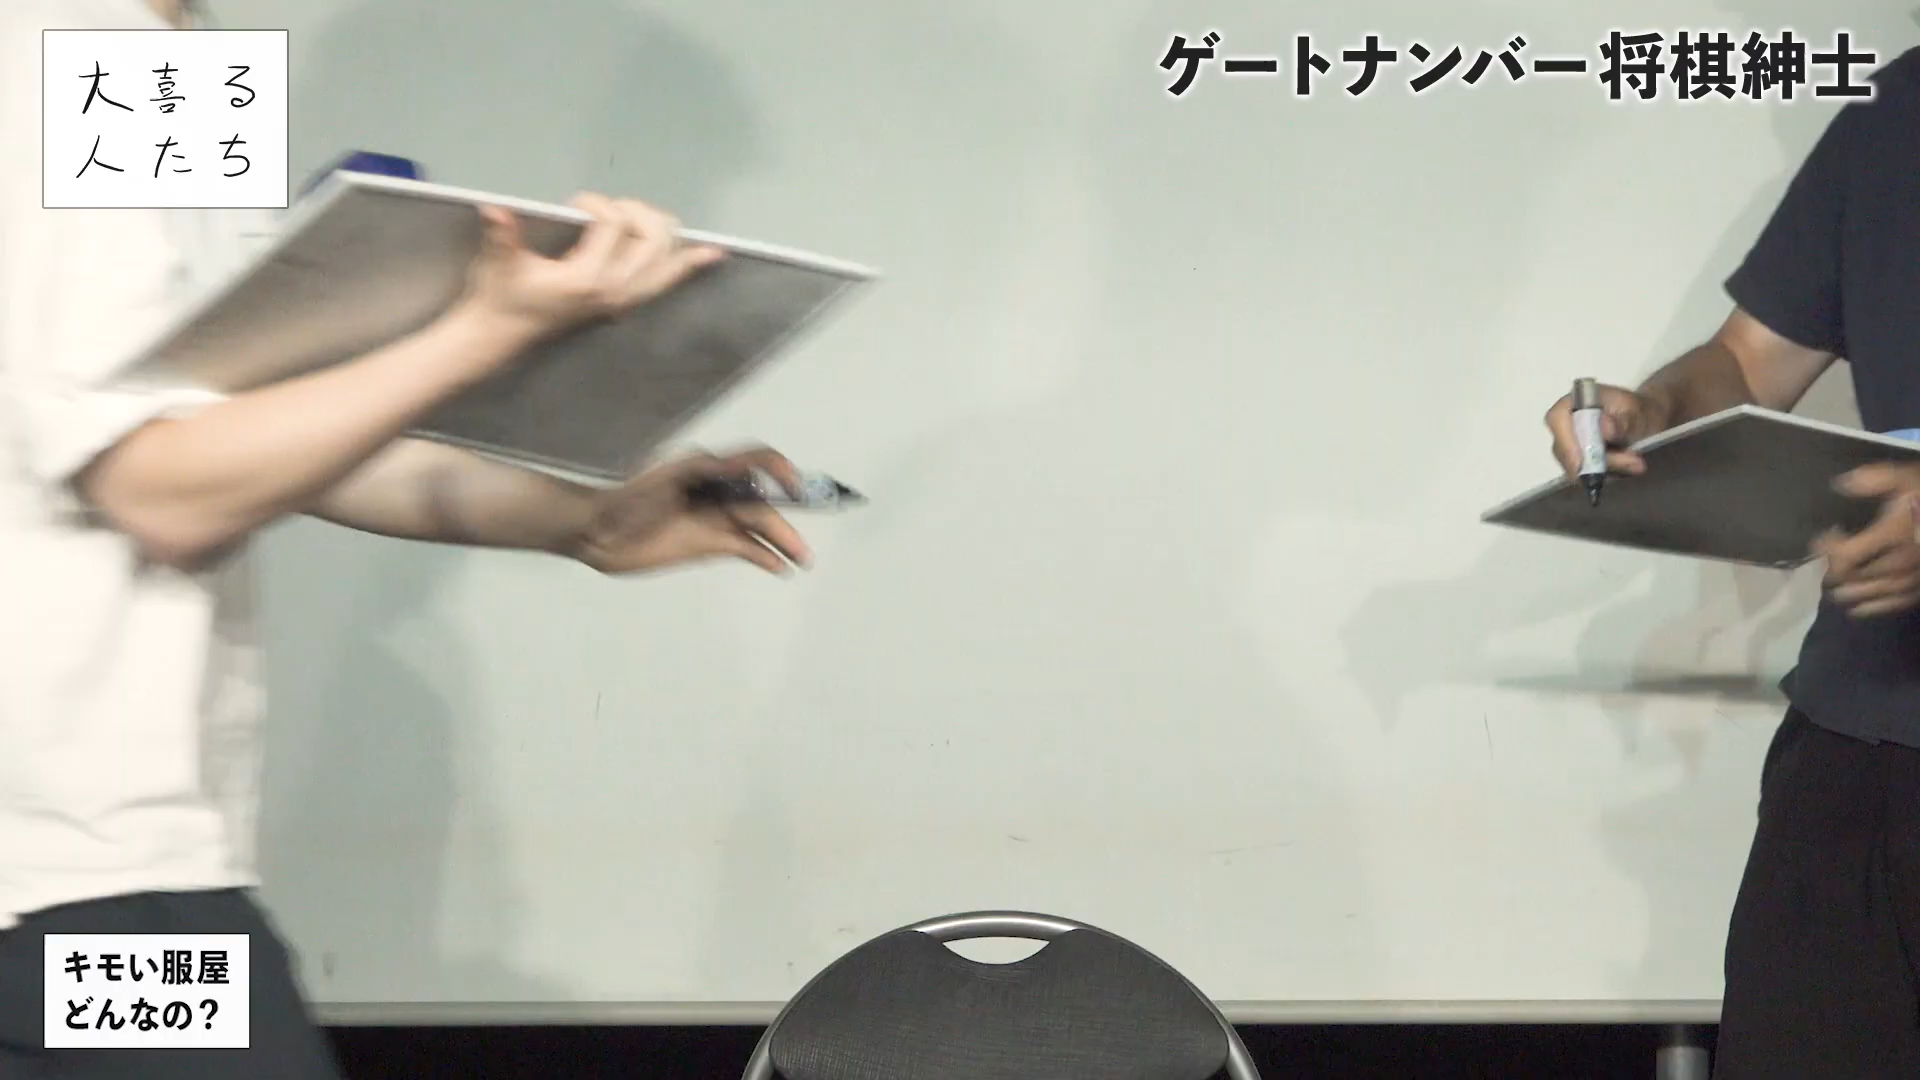 大喜る
人たち
ゲートナンバー将棋紳士
キモい服屋
どんなの？